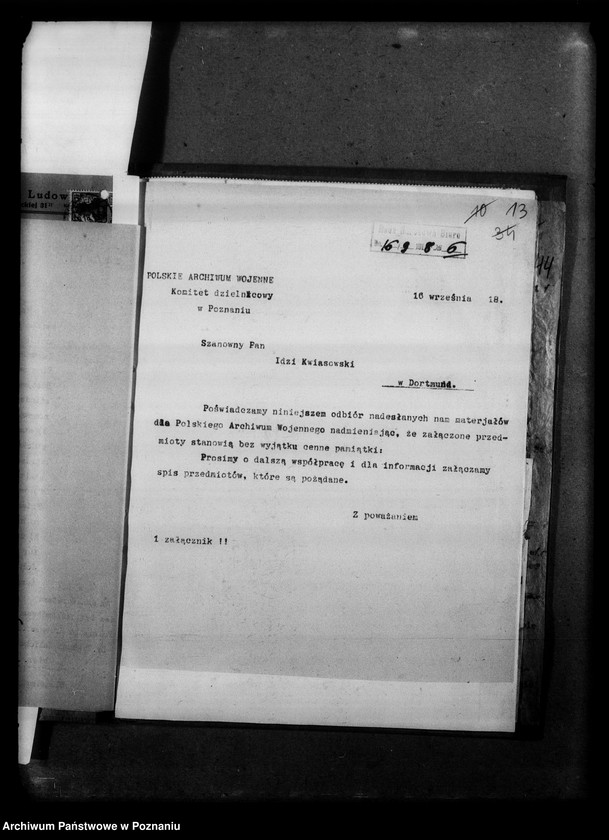 Ludow
skiej 21"
10 13
34
16 9 8 6
44
POLSKIE ARCHIWUM WOJENNE
Komitet dzielnicowy
w Poznaniu
16 września 18.
Szanowny Pan
Idzi Kwiasowski
w Dortmund.
Poświadczamy niniejszem odbiór nadesłanych nam materjałów
dla Polskiego Archiwum Wojennego nadmieniając, że załączone przed-
mioty stanowią bez wyjątku cenne pamiątki:
Prosimy o dalszą współpracę i dla informacji załączamy
spis przedmiotów, które są pożądane.
Z poważaniem
1 załącznik !!
Archiwum Państwowe w Poznaniu